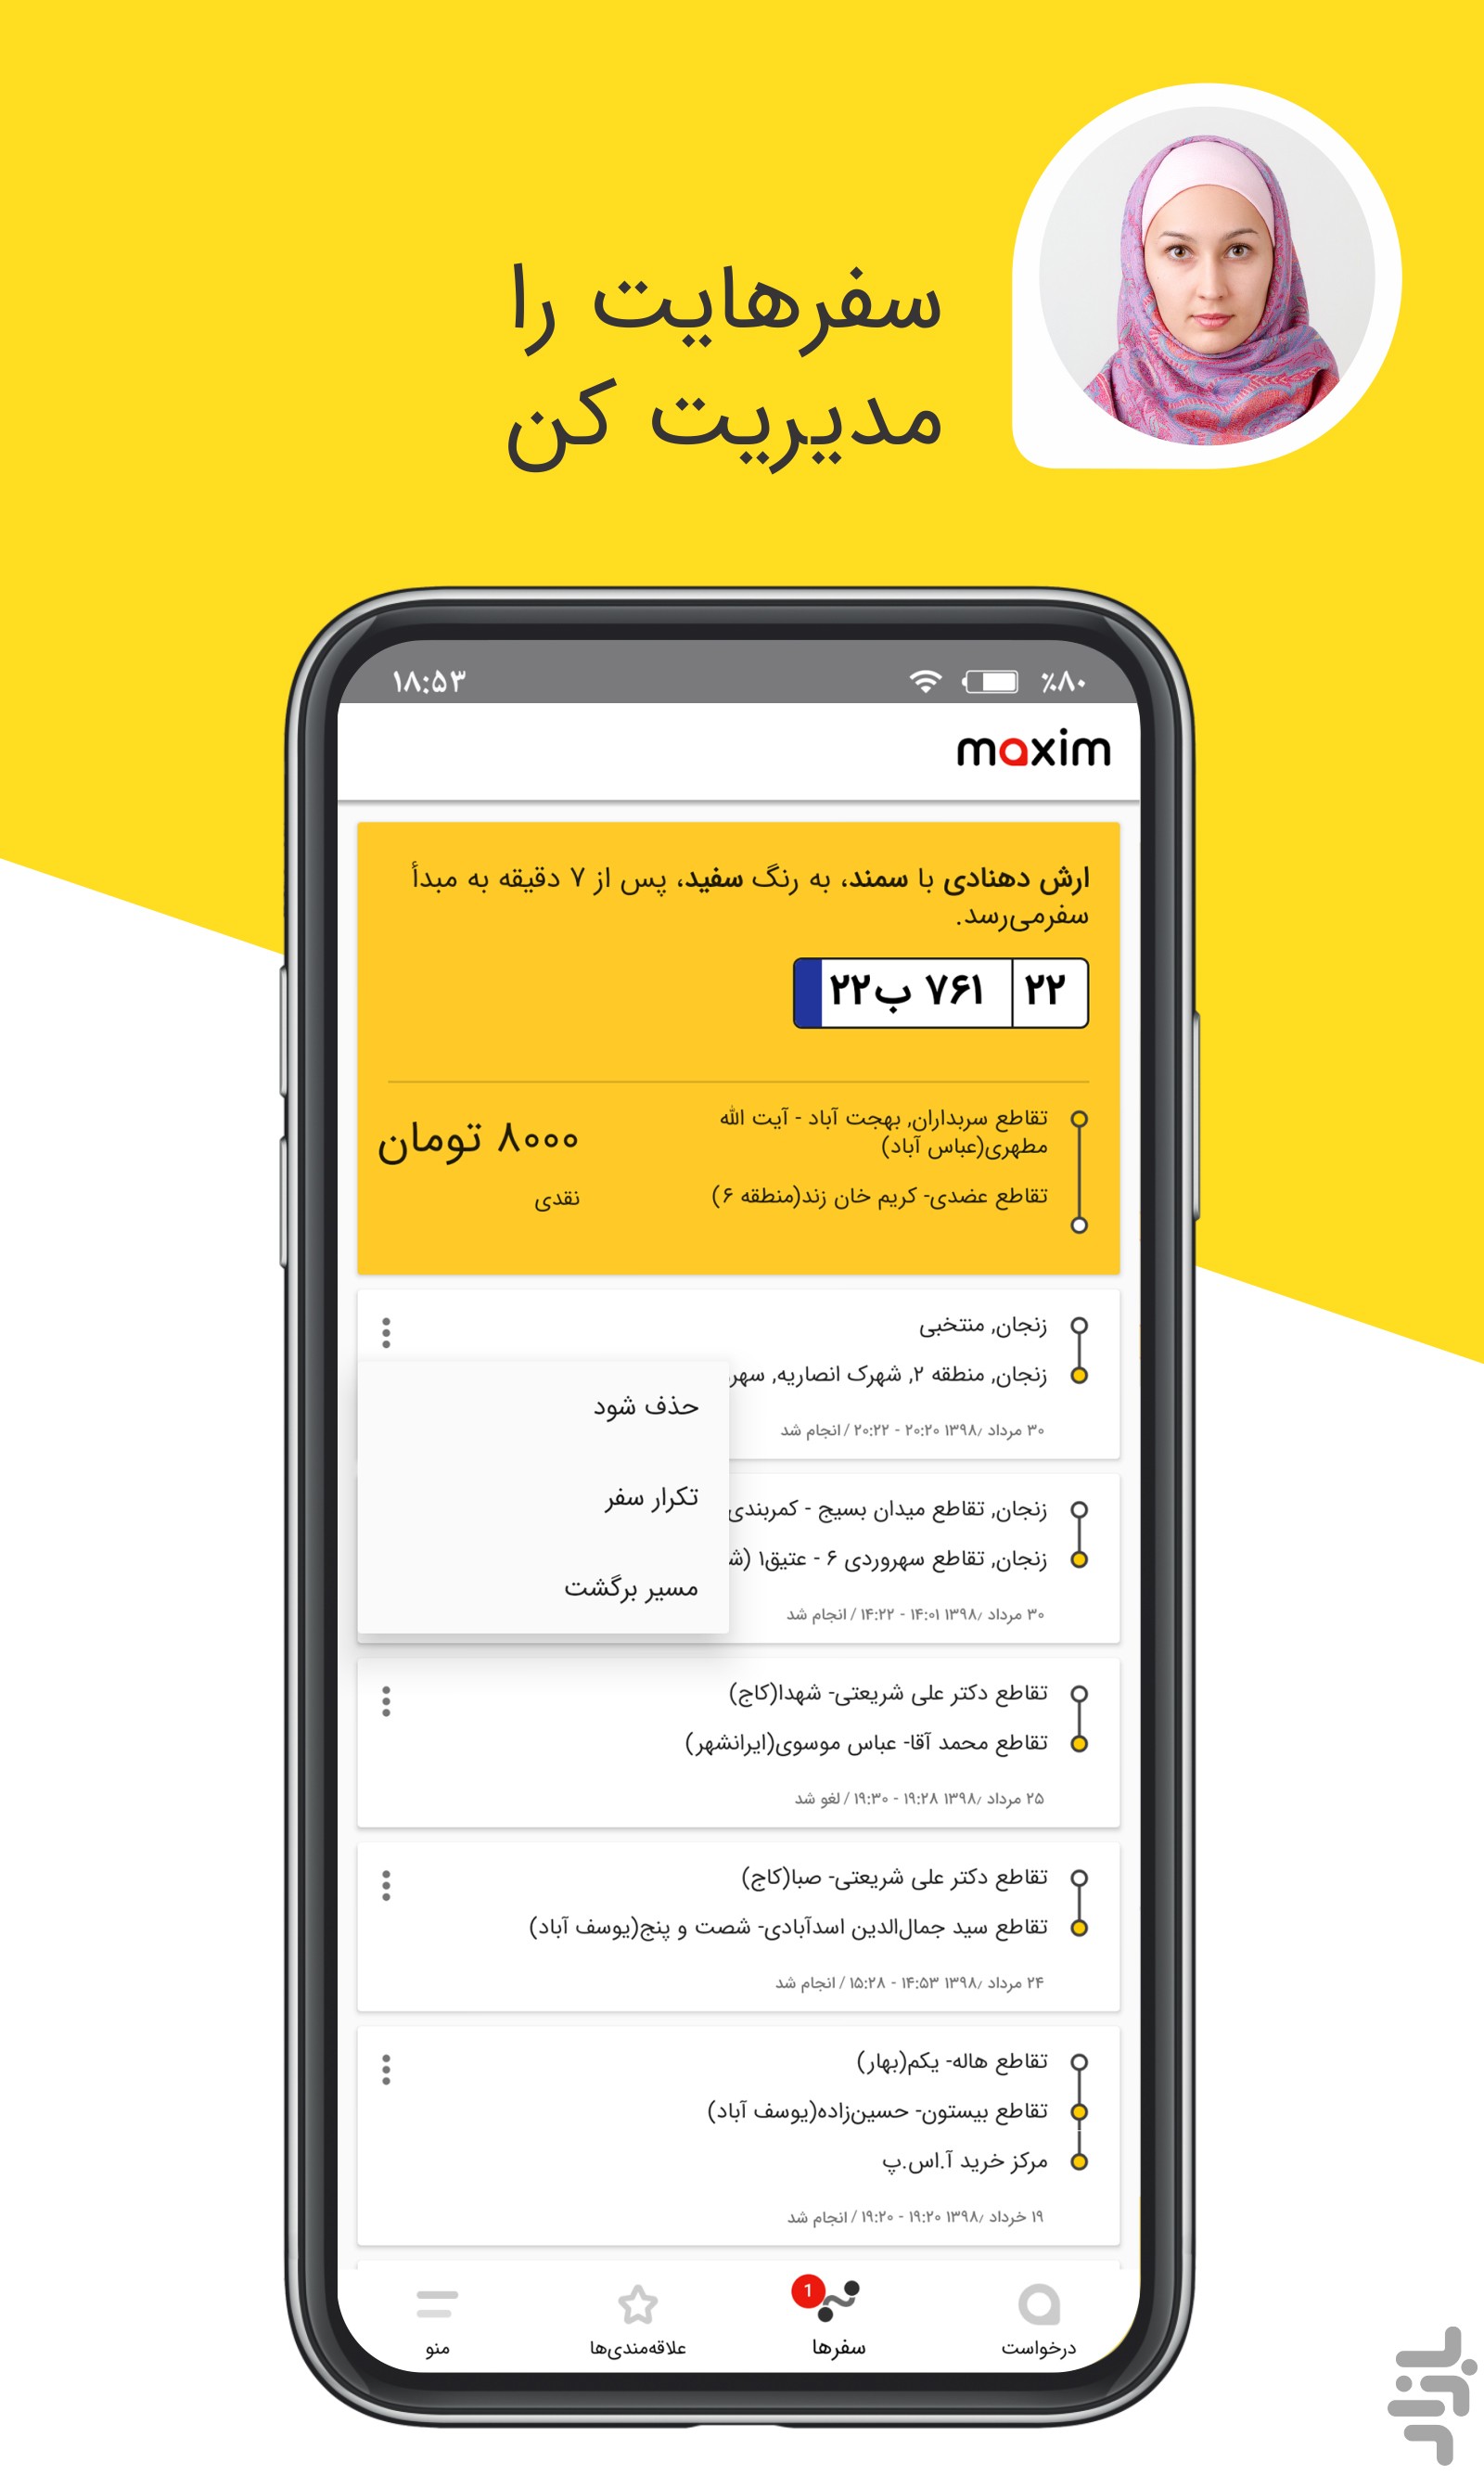 سفرهایت را
مدیریت کن
۱۸:۵۳
٪۸۰
maxim
ارش دهنادی با سمند، به رنگ سفید، پس از ۷ دقیقه به مبدأ
سفرمی‌رسد.
۲۲ب ۷۶۱ ۲۲
تقاطع سربداران, بهجت آباد - آیت الله
مطهری(عباس آباد)
۸۰۰۰ تومان
تقاطع عضدی- کریم خان زند(منطقه ۶)
نقدی
زنجان, منتخبی
زنجان, منطقه ۲, شهرک انصاریه, سهر
۳۰ مرداد ۱۳۹۸٫ ۲۰:۲۰ - ۲۰:۲۲ / انجام شد
حذف شود
تکرار سفر
مسیر برگشت
زنجان, تقاطع میدان بسیج - کمربندی
زنجان, تقاطع سهروردی ۶ - عتیق۱ (ش
۳۰ مرداد ۱۳۹۸٫ ۱۴:۰۱ - ۱۴:۲۲ / انجام شد
تقاطع دکتر علی شریعتی- شهدا(کاج)
تقاطع محمد آقا- عباس موسوی(ایرانشهر)
۲۵ مرداد ۱۳۹۸٫ ۱۹:۲۸ - ۱۹:۳۰ / لغو شد
تقاطع دکتر علی شریعتی- صبا(کاج)
تقاطع سید جمال‌الدین اسدآبادی- شصت و پنج(یوسف آباد)
۲۴ مرداد ۱۳۹۸٫ ۱۴:۵۳ - ۱۵:۲۸ / انجام شد
تقاطع هاله- یکم(بهار)
تقاطع بیستون- حسین‌زاده(یوسف آباد)
مرکز خرید آ.اس.پ
۱۹ خرداد ۱۳۹۸٫ ۱۹:۲۰ - ۱۹:۲۰ / انجام شد
1
درخواست
سفرها
علاقه‌مندی‌ها
منو
بازار